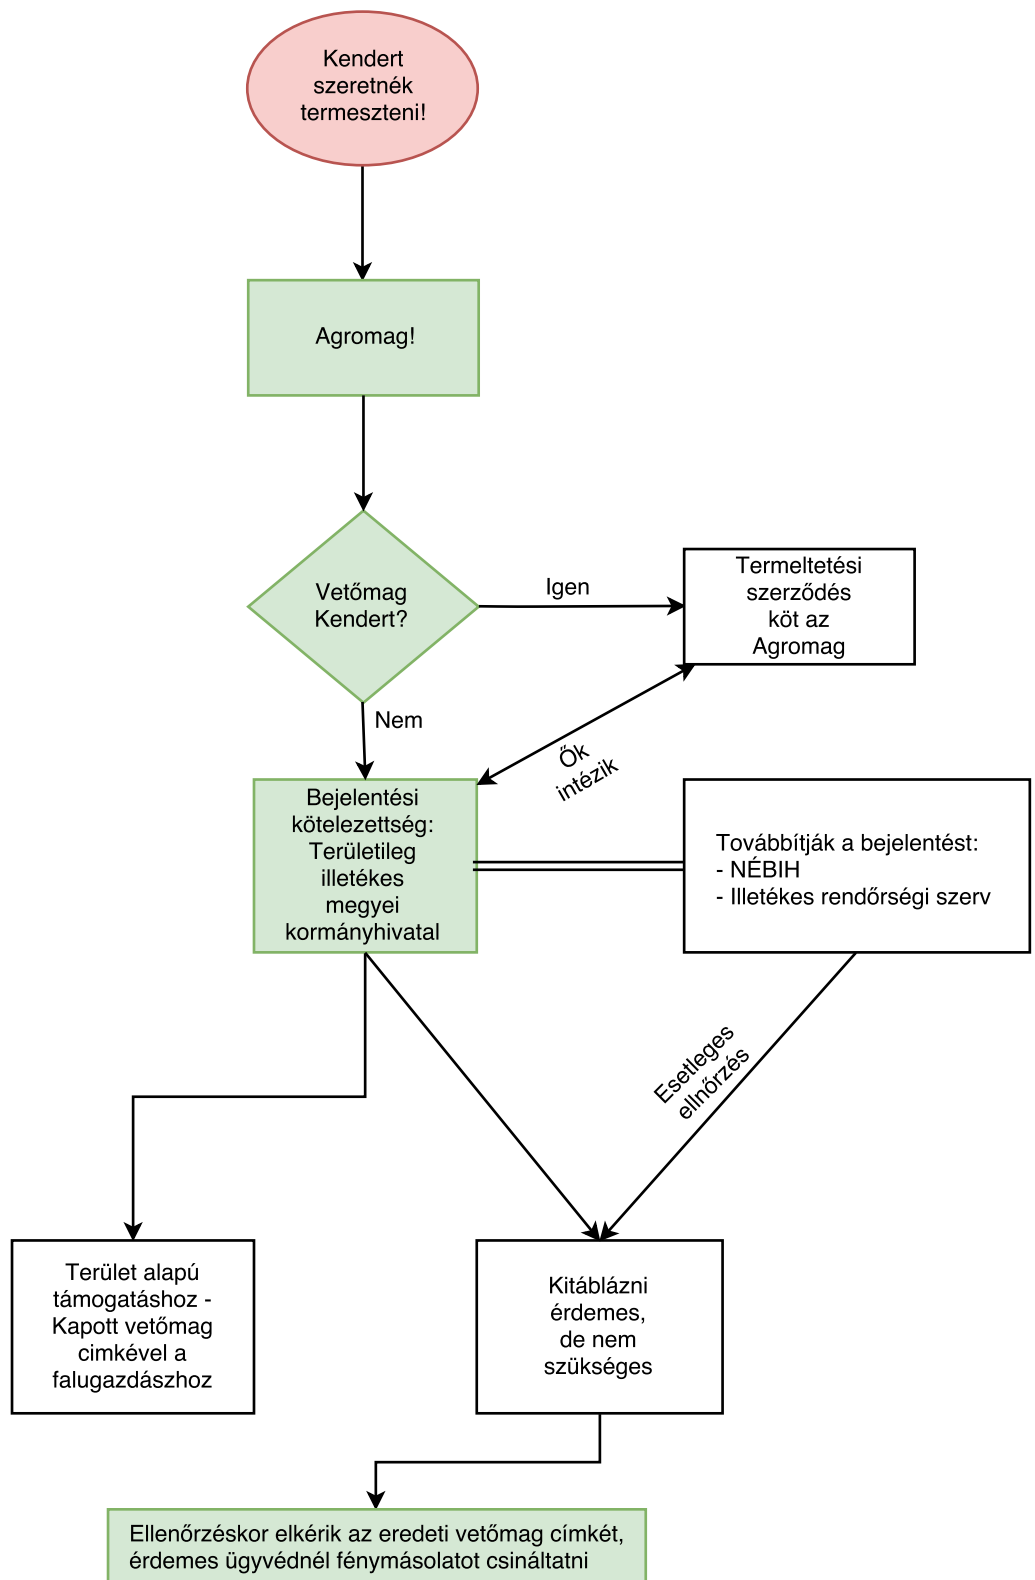 Kendert
szeretnék
termeszteni!
Agromag!
Vetőmag
Kendert?
Igen
Termeltetési
szerződés
köt az
Agromag
Nem
Ők
intézik
Bejelentési
kötelezettség:
Területileg
illetékes
megyei
kormányhivatal
Továbbítják a bejelentést:
- NÉBIH
- Illetékes rendőrségi szerv
Esetleges
ellnőrzés
Terület alapú
támogatáshoz -
Kapott vetőmag
cimkével a
falugazdászhoz
Kitáblázni
érdemes,
de nem
szükséges
Ellenőrzéskor elkérik az eredeti vetőmag címkét,
érdemes ügyvédnél fénymásolatot csináltatni